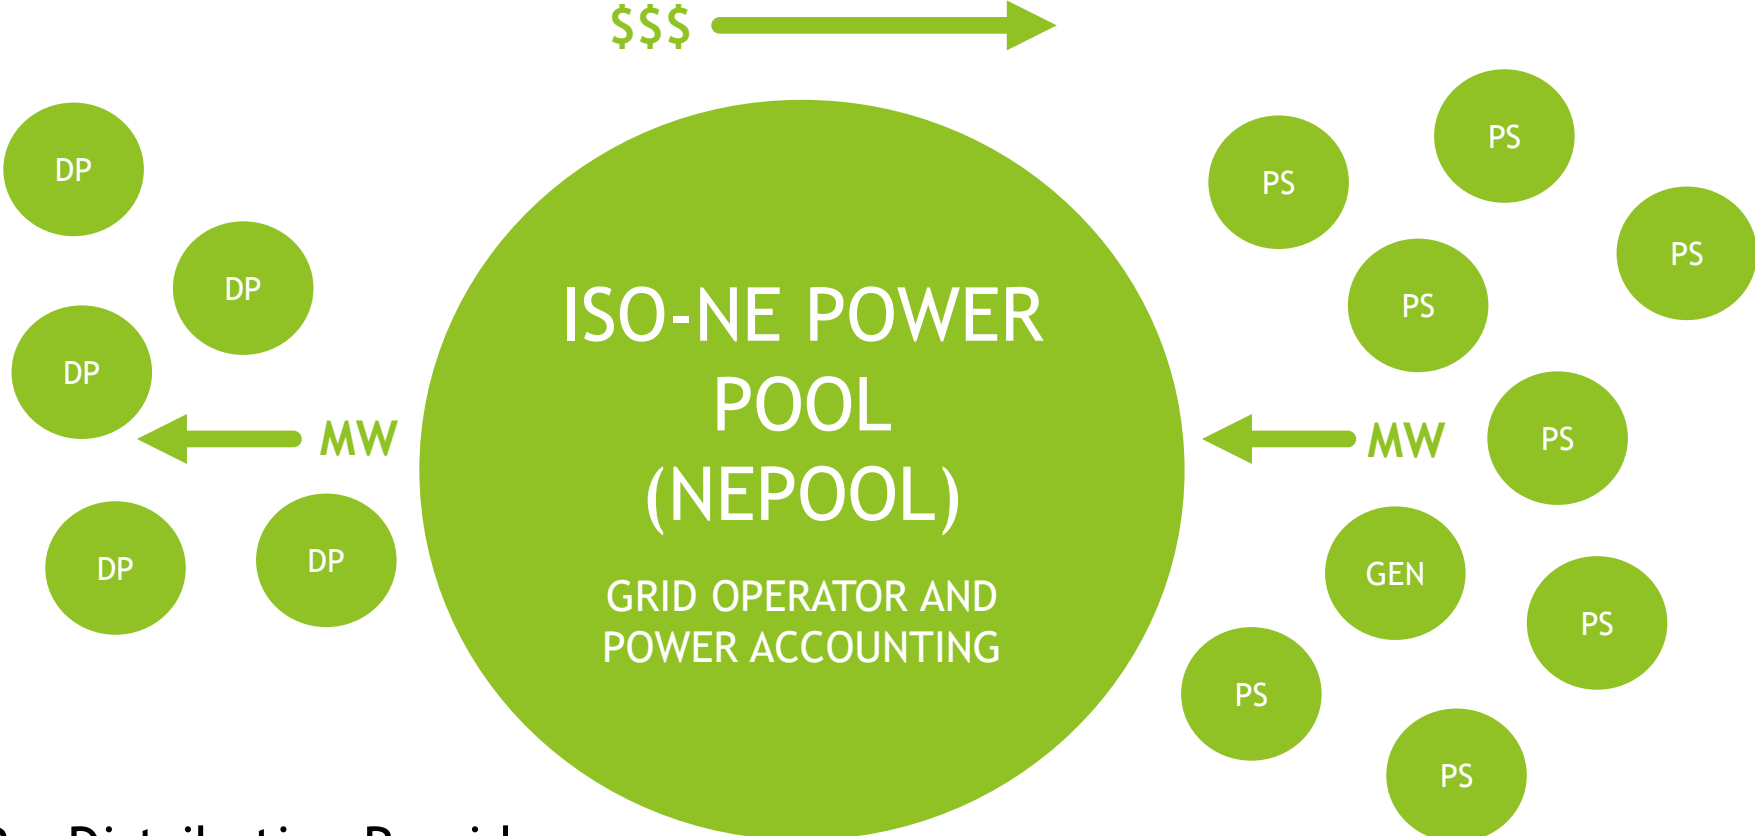 $$$
DP
DP
DP
MW
DP
DP
ISO-NE POWER
POOL
(NEPOOL)
GRID OPERATOR AND
POWER ACCOUNTING
PS
PS
PS
PS
MW
PS
GEN
PS
PS
PS